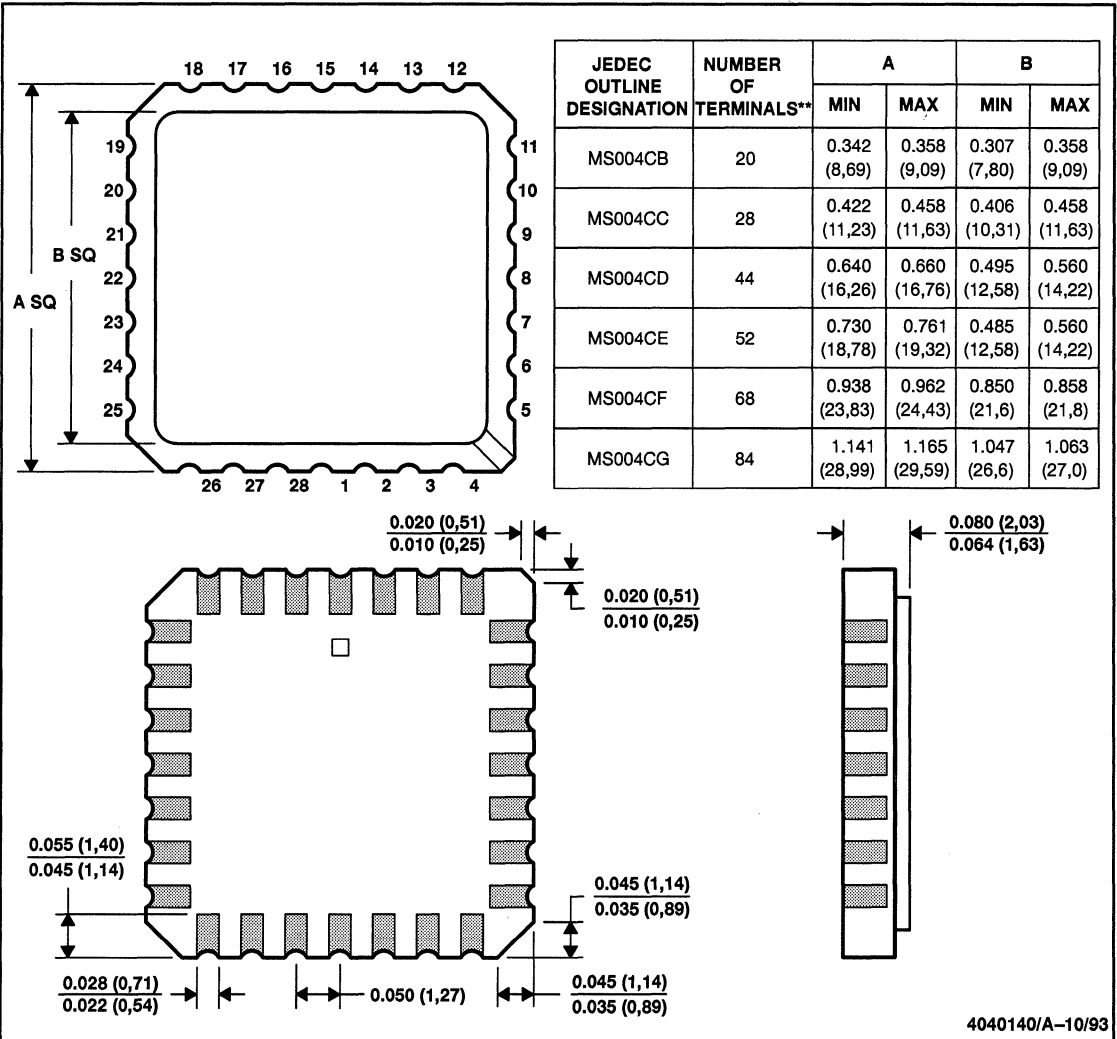 18 17 16 15 14 13 12
19
20
21
22
23
24
25
11
10
9
8
7
6
5
26 27 28 1 2 3 4
A SQ
B SQ
JEDEC OUTLINE DESIGNATION NUMBER OF TERMINALS** A B
MIN MAX MIN MAX
MS004CB 20 0.342 (8,69) 0.358 (9,09) 0.307 (7,80) 0.358 (9,09)
MS004CC 28 0.422 (11,23) 0.458 (11,63) 0.406 (10,31) 0.458 (11,63)
MS004CD 44 0.640 (16,26) 0.660 (16,76) 0.495 (12,58) 0.560 (14,22)
MS004CE 52 0.730 (18,78) 0.761 (19,32) 0.485 (12,58) 0.560 (14,22)
MS004CF 68 0.938 (23,83) 0.962 (24,43) 0.850 (21,6) 0.858 (21,8)
MS004CG 84 1.141 (28,99) 1.165 (29,59) 1.047 (26,6) 1.063 (27,0)
0.020 (0,51)
0.010 (0,25)
0.020 (0,51)
0.010 (0,25)
0.080 (2,03)
0.064 (1,63)
0.055 (1,40)
0.045 (1,14)
0.045 (1,14)
0.035 (0,89)
0.028 (0,71)
0.022 (0,54)
0.050 (1,27)
0.045 (1,14)
0.035 (0,89)
4040140/A–10/93